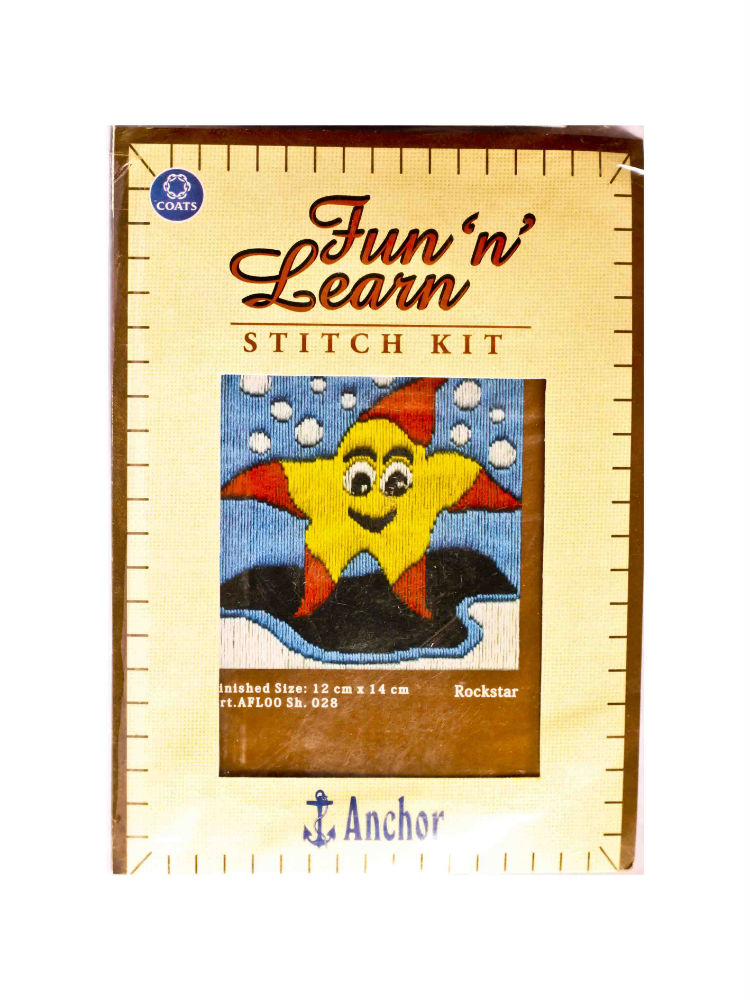 COATS
Fun 'n'
Learn
STITCH KIT
inished Size: 12 cm x 14 cm
rt.AFL00 Sh. 028
Rockstar
Anchor